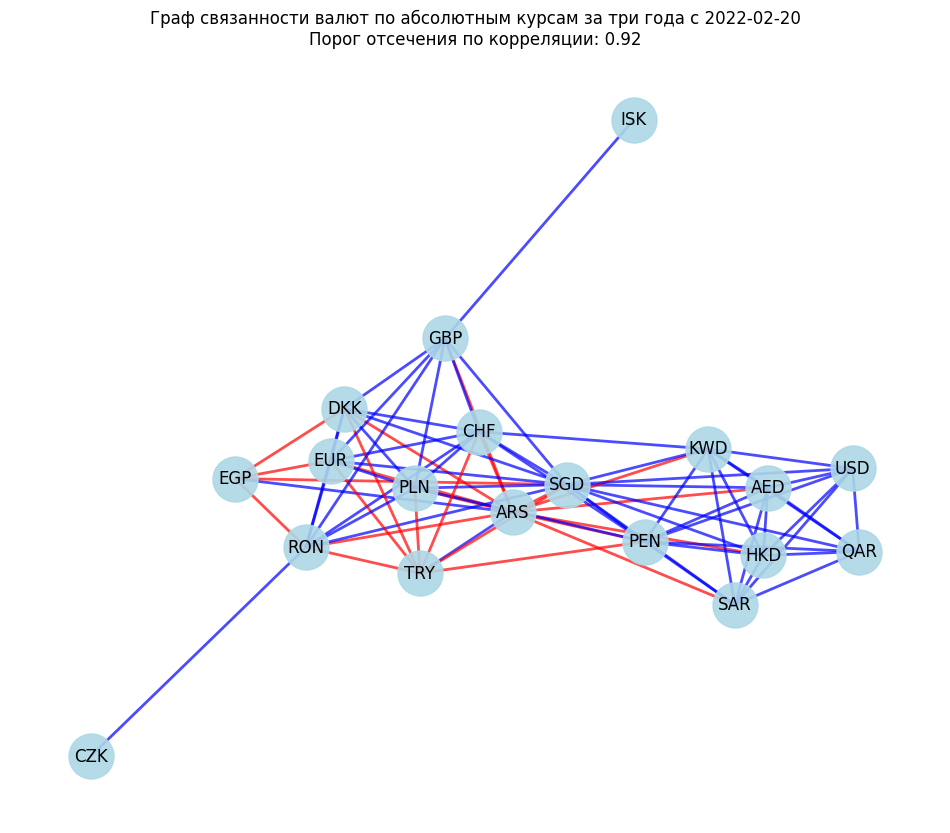 Граф связанности валют по абсолютным курсам за три года с 2022-02-20
Порог отсечения по корреляции: 0.92
ISK
GBP
DKK
CHF
KWD
EUR
USD
EGP
PLN
SGD
AED
ARS
RON
PEN
HKD
QAR
TRY
SAR
CZK